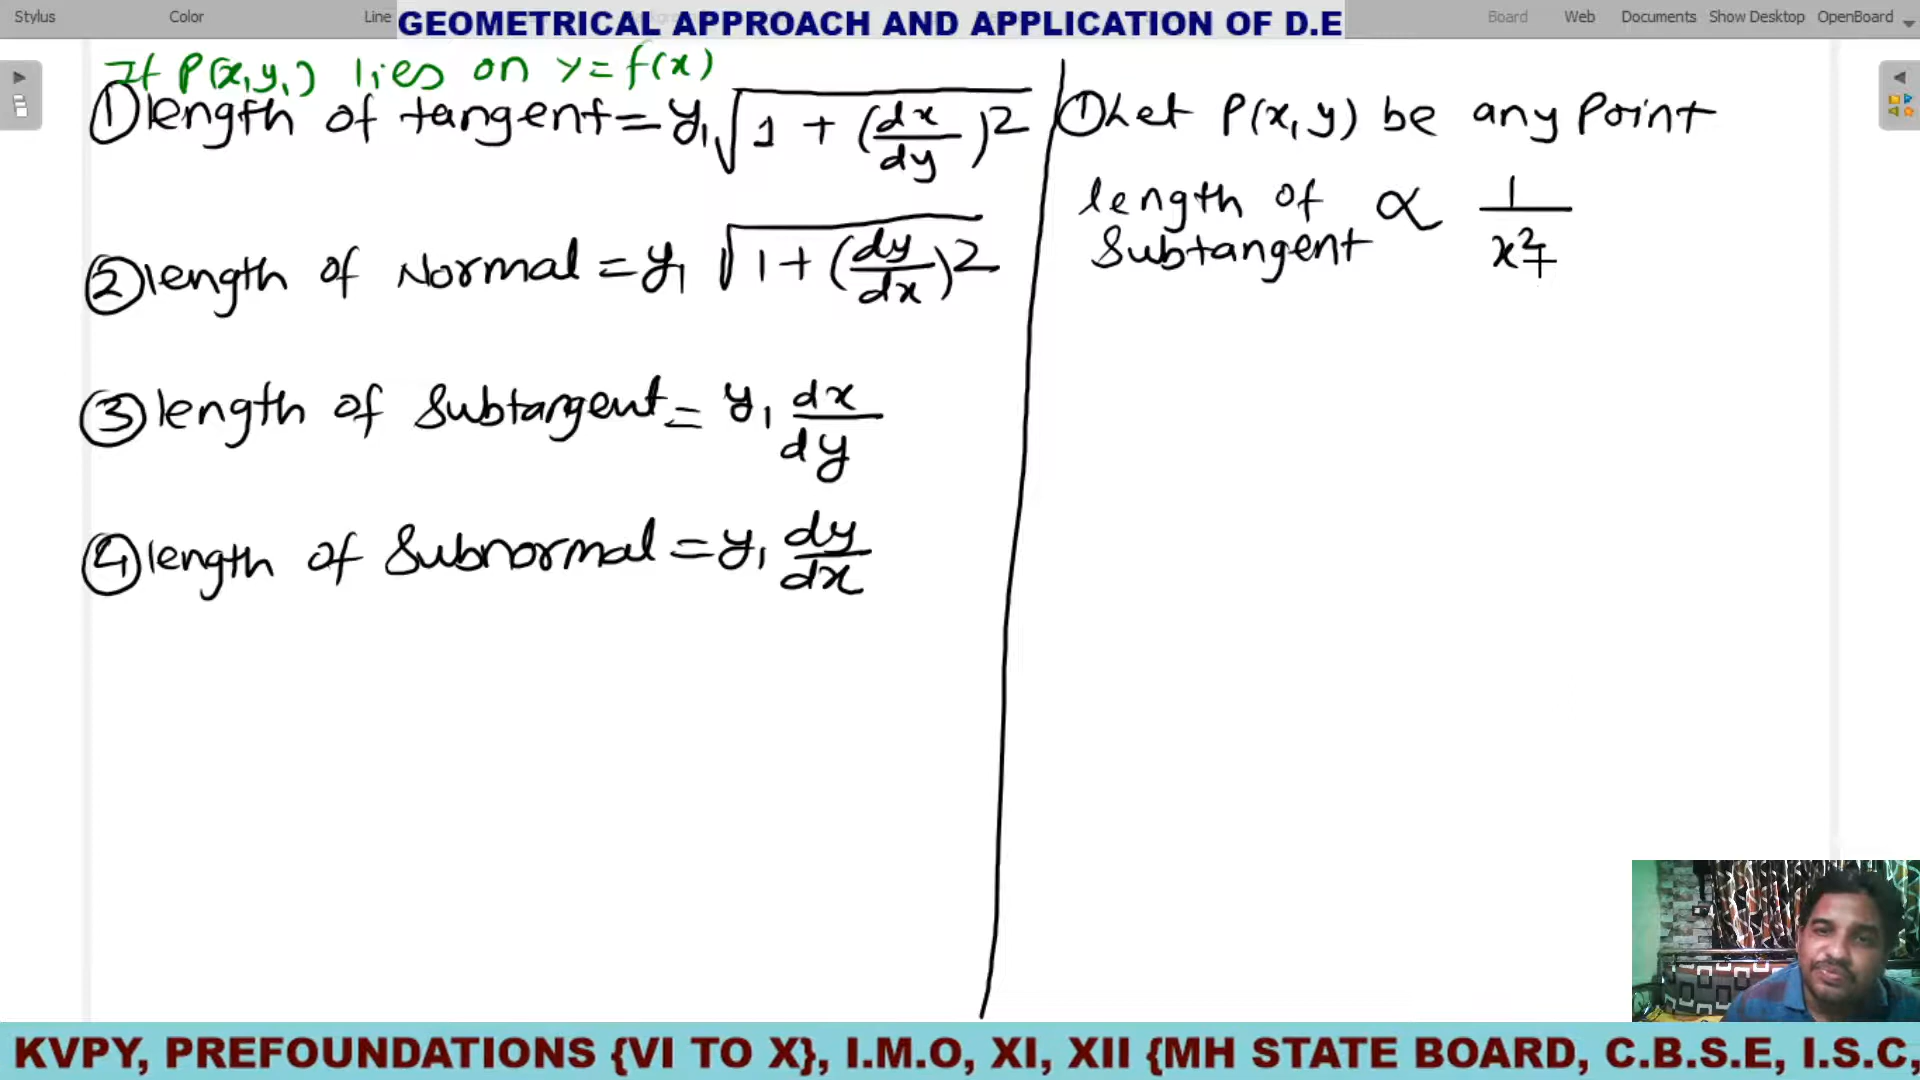 Stylus Color Line Board Web Documents Show Desktop OpenBoard
GEOMETRICAL APPROACH AND APPLICATION OF D.E
If P(x,y,) lies on y=f(x)
① length of tangent = y₁ √(1 + (dx/dy)²)
② length of Normal = y₁ √(1 + (dy/dx)²)
③ length of Subtangent = y₁ dx/dy
④ length of Subnormal = y₁ dy/dx
① Let P(x, y) be any Point
length of ∝ 1/x²
Subtangent
KVPY, PREFOUNDATIONS {VI TO X}, I.M.O, XI, XII {MH STATE BOARD, C.B.S.E, I.S.C,